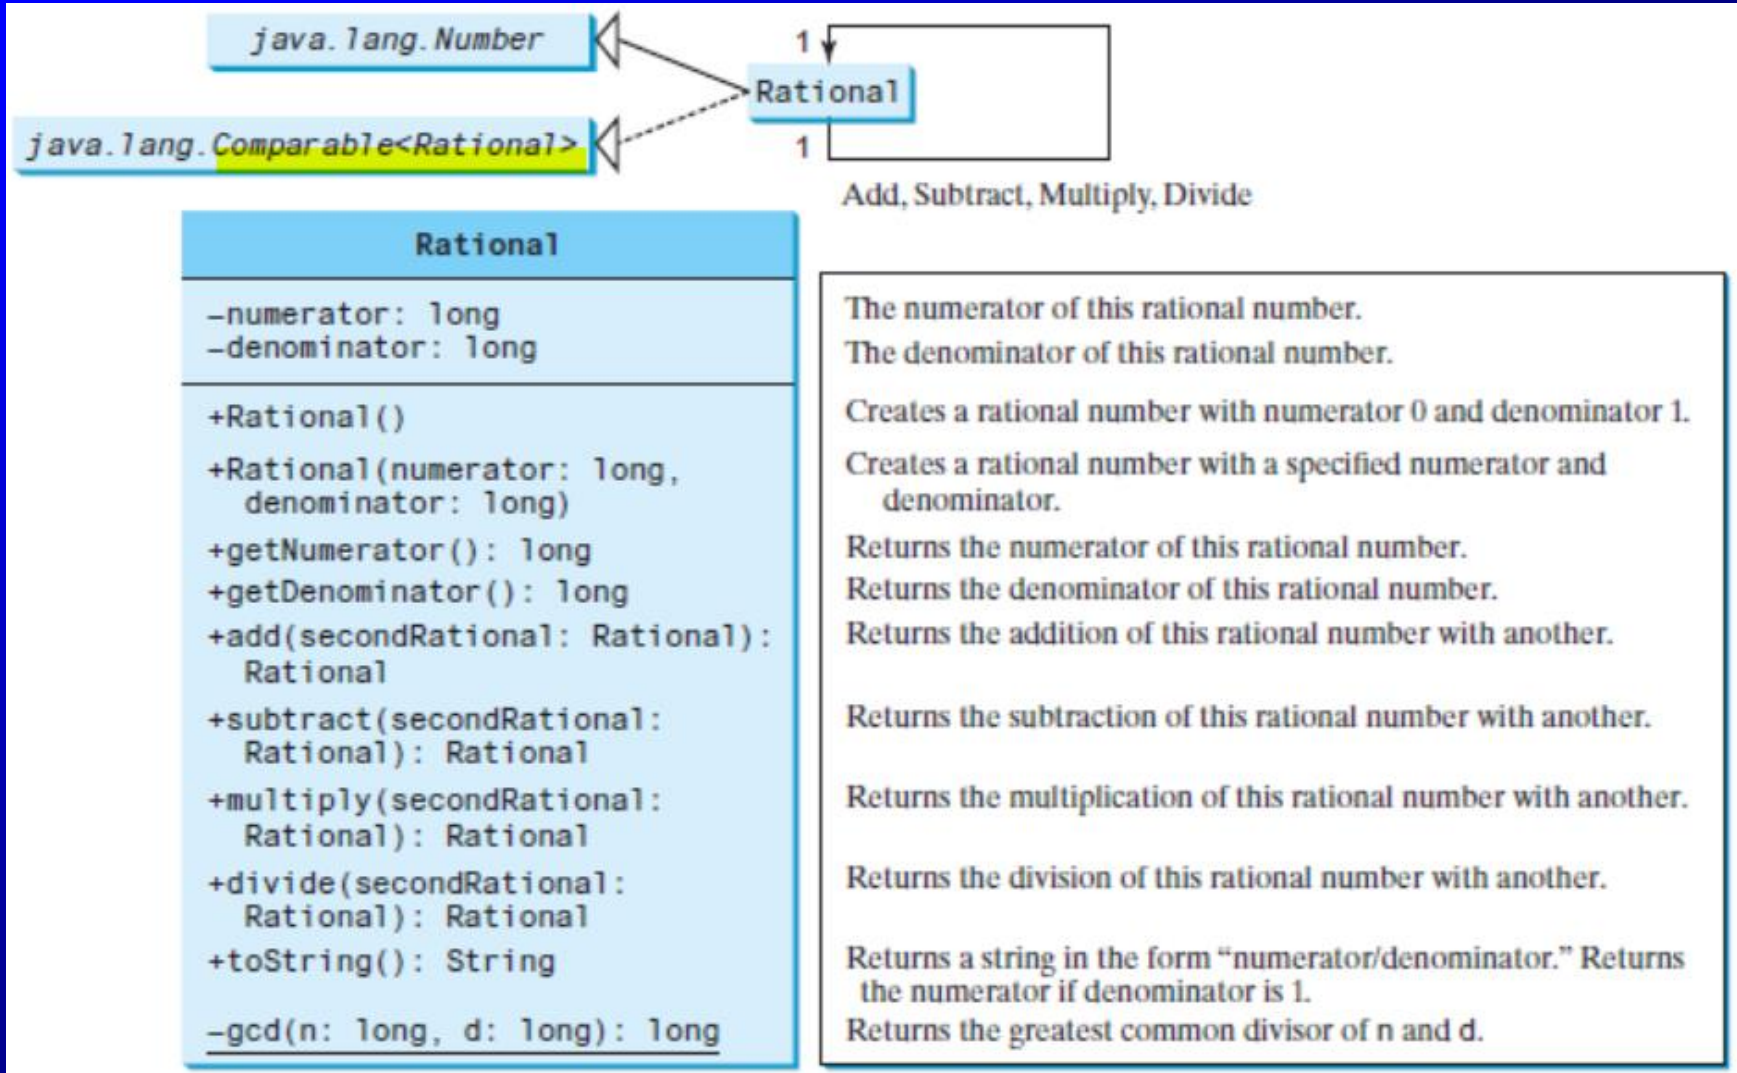 java.lang.Number
1
Rational
java.lang.Comparable<Rational>
1
Add, Subtract, Multiply, Divide
Rational
–numerator: long
The numerator of this rational number.
–denominator: long
The denominator of this rational number.
+Rational()
Creates a rational number with numerator 0 and denominator 1.
+Rational(numerator: long,
denominator: long)
Creates a rational number with a specified numerator and
denominator.
+getNumerator(): long
Returns the numerator of this rational number.
+getDenominator(): long
Returns the denominator of this rational number.
+add(secondRational: Rational):
Rational
Returns the addition of this rational number with another.
+subtract(secondRational:
Rational): Rational
Returns the subtraction of this rational number with another.
+multiply(secondRational:
Rational): Rational
Returns the multiplication of this rational number with another.
+divide(secondRational:
Rational): Rational
Returns the division of this rational number with another.
+toString(): String
Returns a string in the form “numerator/denominator.” Returns
the numerator if denominator is 1.
–gcd(n: long, d: long): long
Returns the greatest common divisor of n and d.